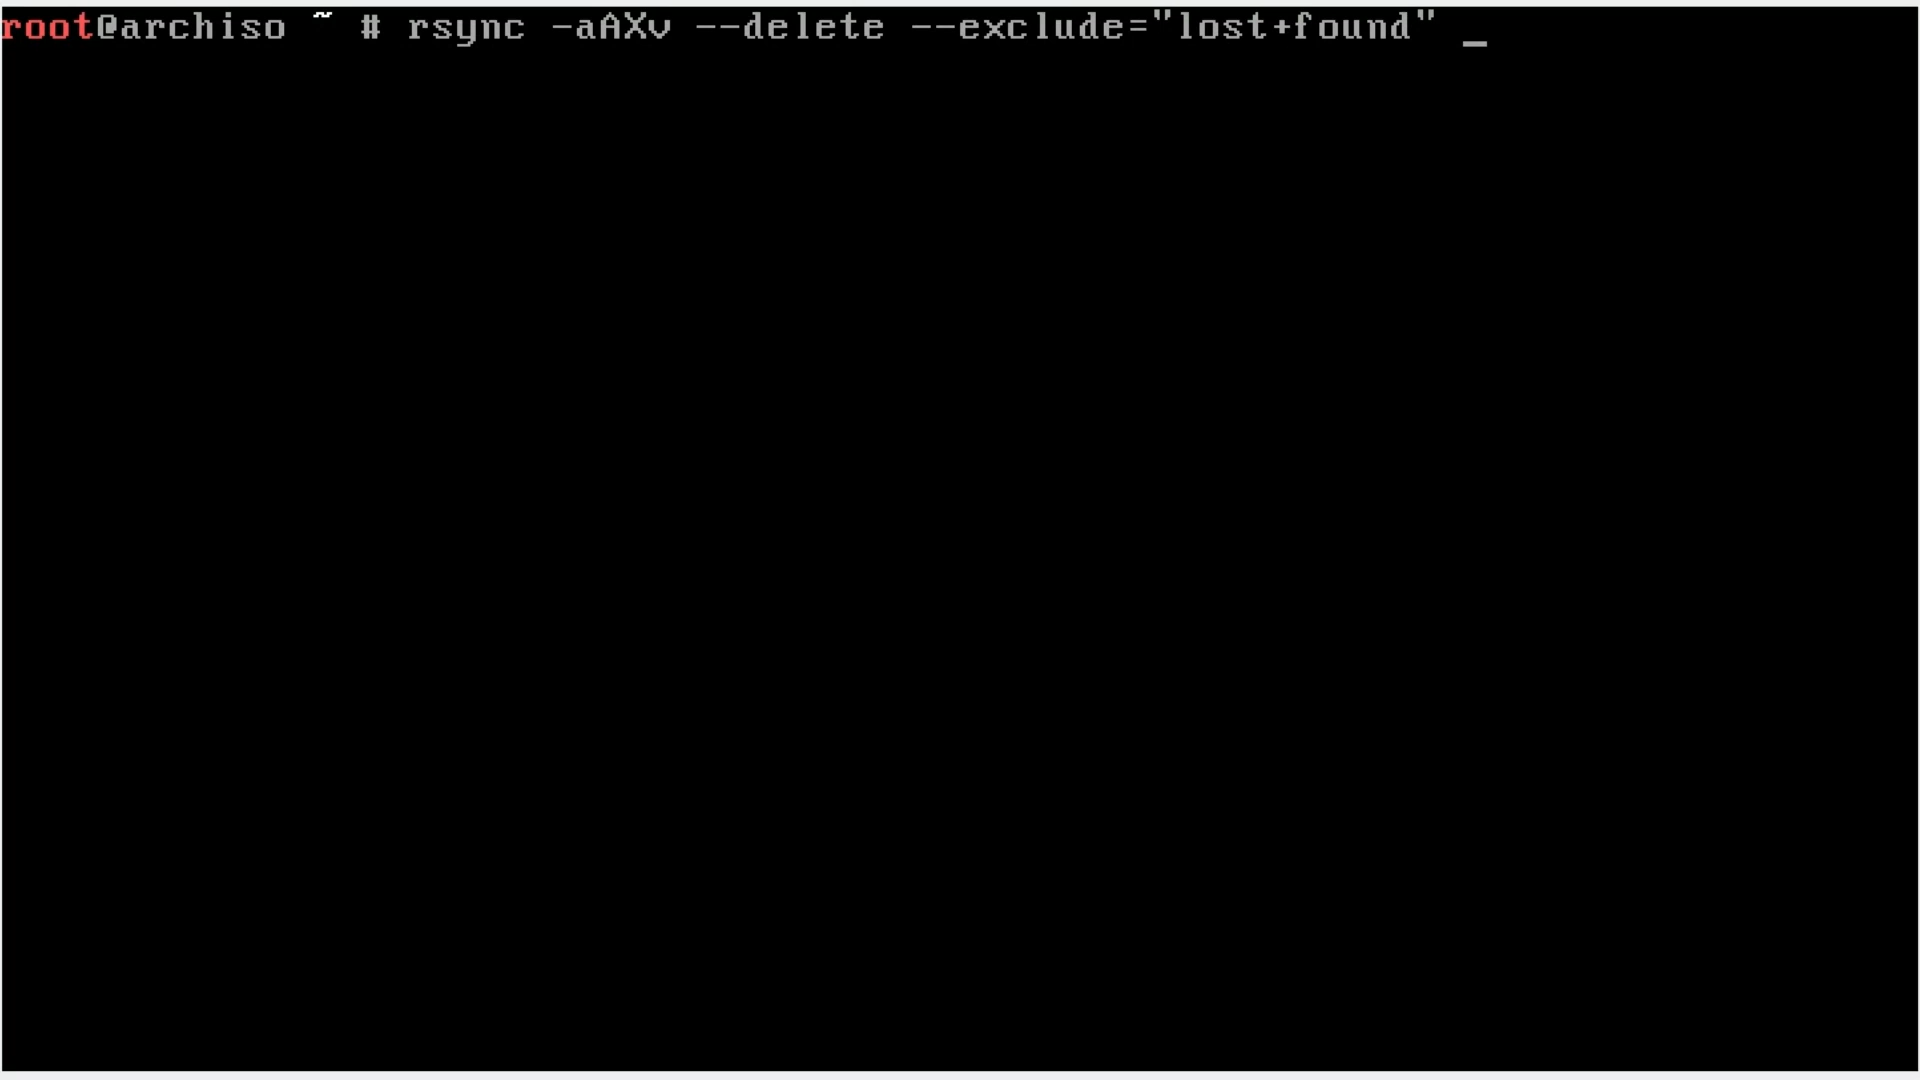 root@archiso ~ # rsync -aAXv --delete --exclude="lost+found" _